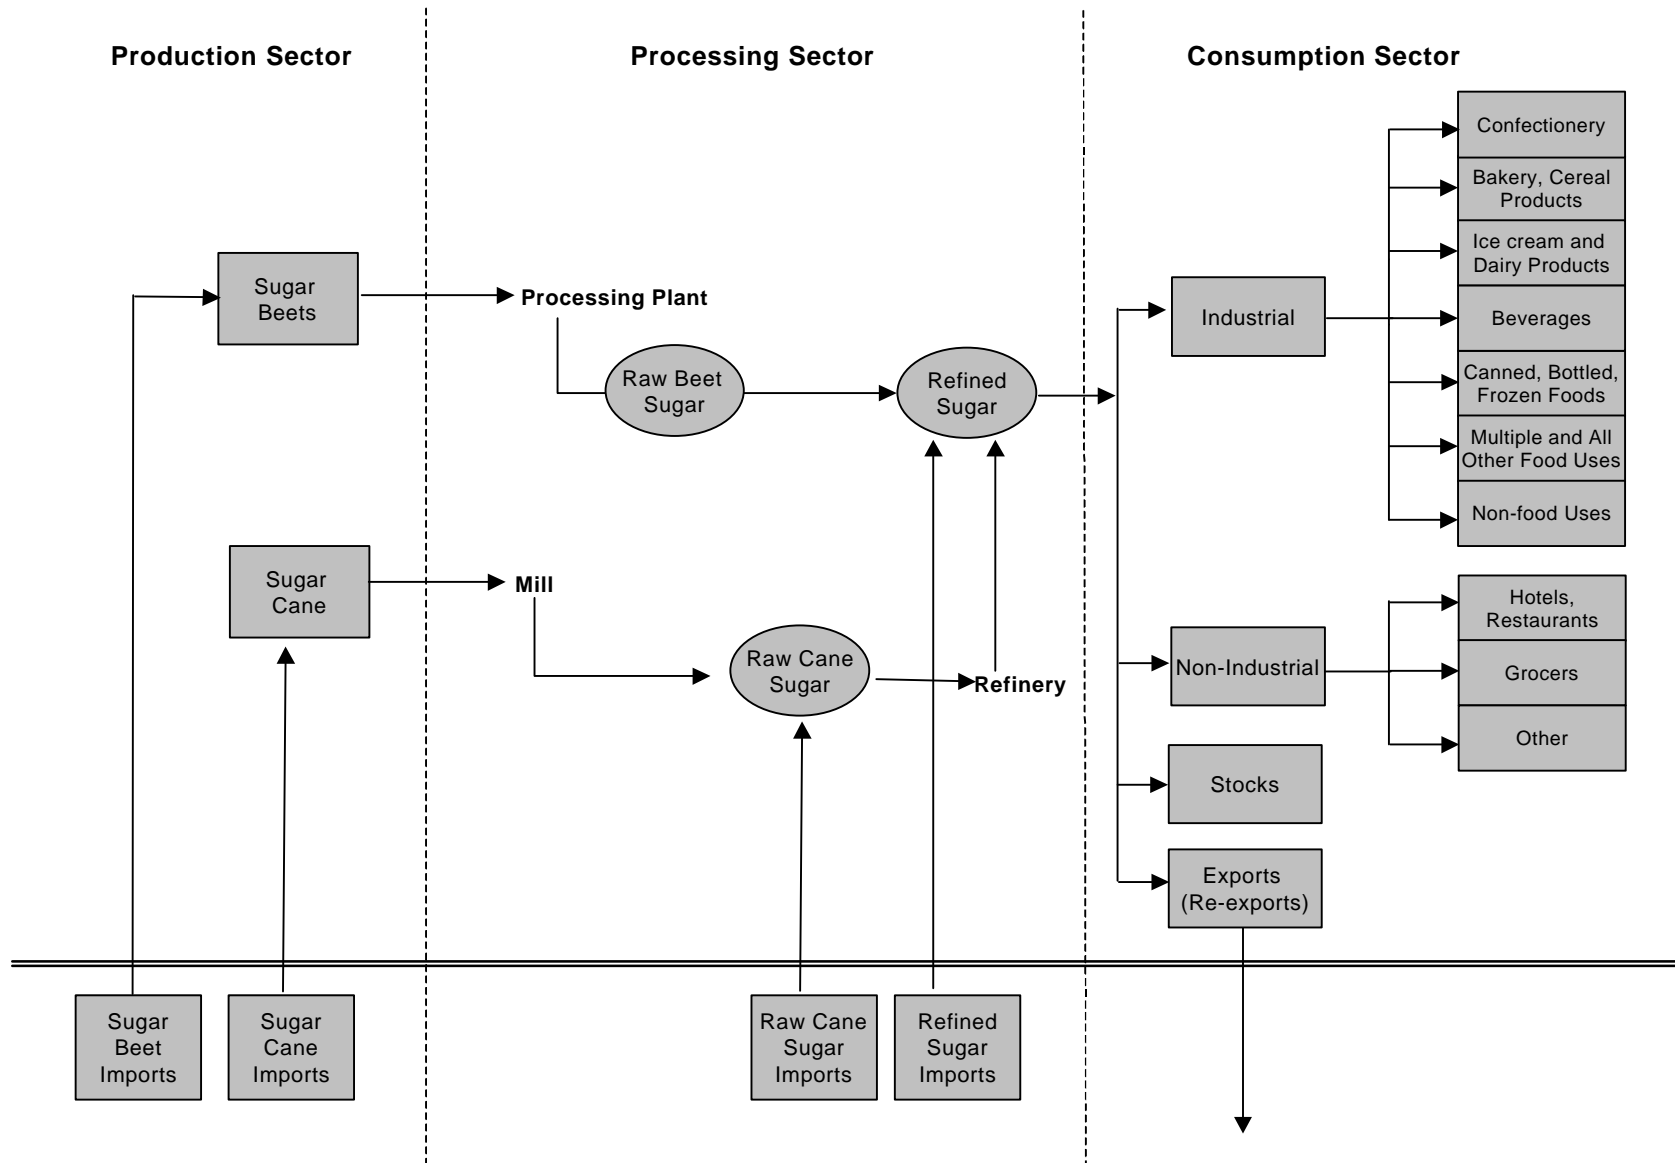 Production Sector
Processing Sector
Consumption Sector
Sugar
Beets
Processing Plant
Raw Beet
Sugar
Refined
Sugar
Sugar
Cane
Mill
Raw Cane
Sugar
Refinery
Industrial
Confectionery
Bakery, Cereal
Products
Ice cream and
Dairy Products
Beverages
Canned, Bottled,
Frozen Foods
Multiple and All
Other Food Uses
Non-food Uses
Non-Industrial
Hotels,
Restaurants
Grocers
Other
Stocks
Exports
(Re-exports)
Sugar
Beet
Imports
Sugar
Cane
Imports
Raw Cane
Sugar
Imports
Refined
Sugar
Imports